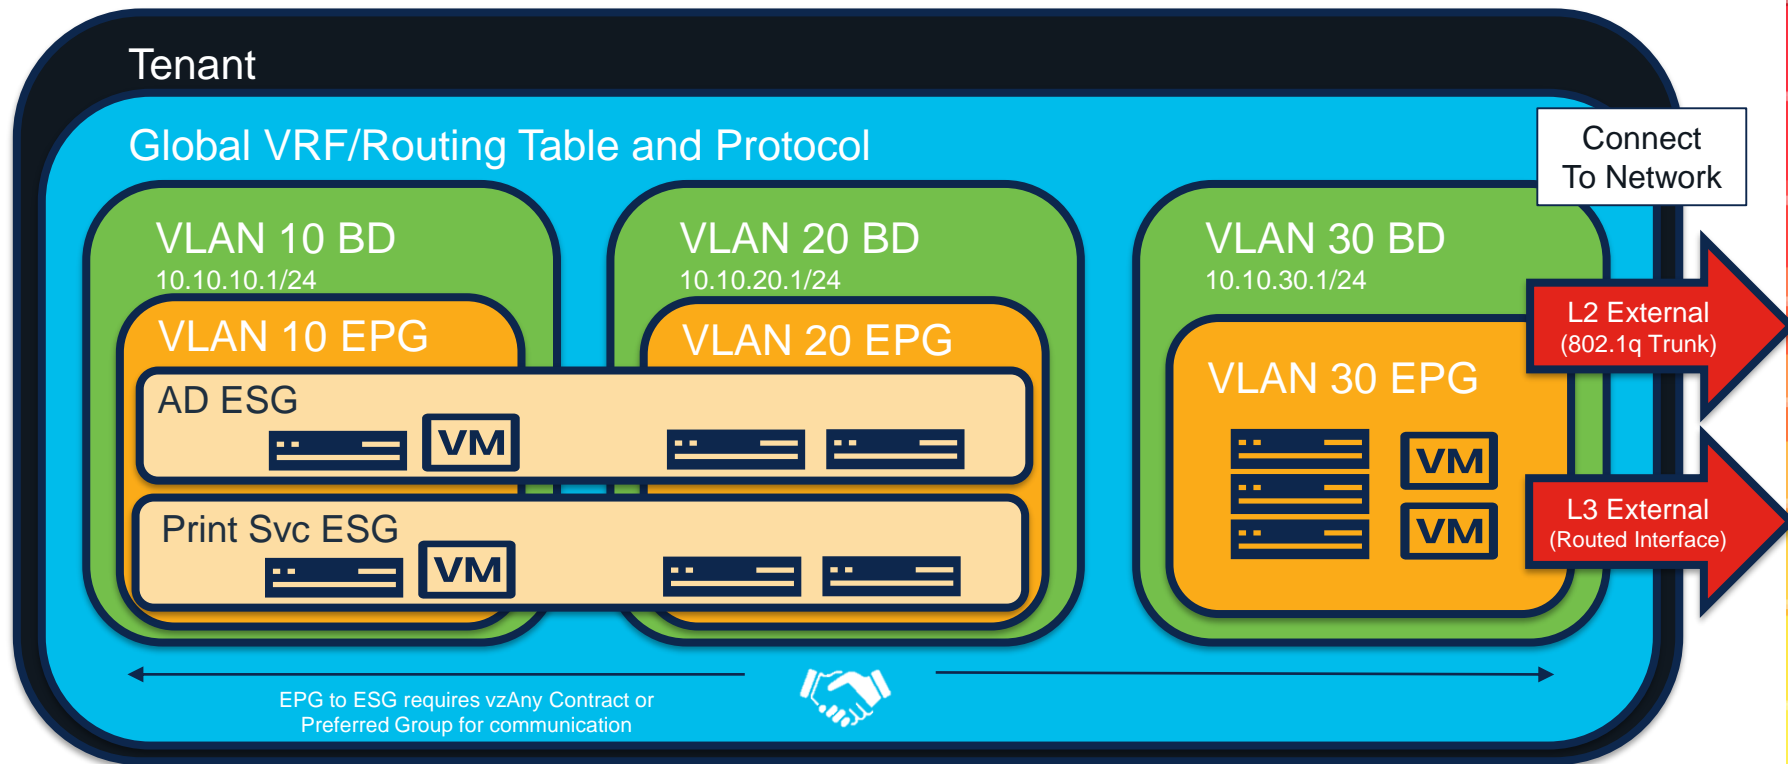 Tenant
Global VRF/Routing Table and Protocol
Connect
To Network
VLAN 10 BD
10.10.10.1/24
VLAN 10 EPG
VLAN 20 BD
10.10.20.1/24
VLAN 20 EPG
VLAN 30 BD
10.10.30.1/24
VLAN 30 EPG
AD ESG
VM
Print Svc ESG
VM
VM
VM
L2 External
(802.1q Trunk)
L3 External
(Routed Interface)
EPG to ESG requires vzAny Contract or
Preferred Group for communication